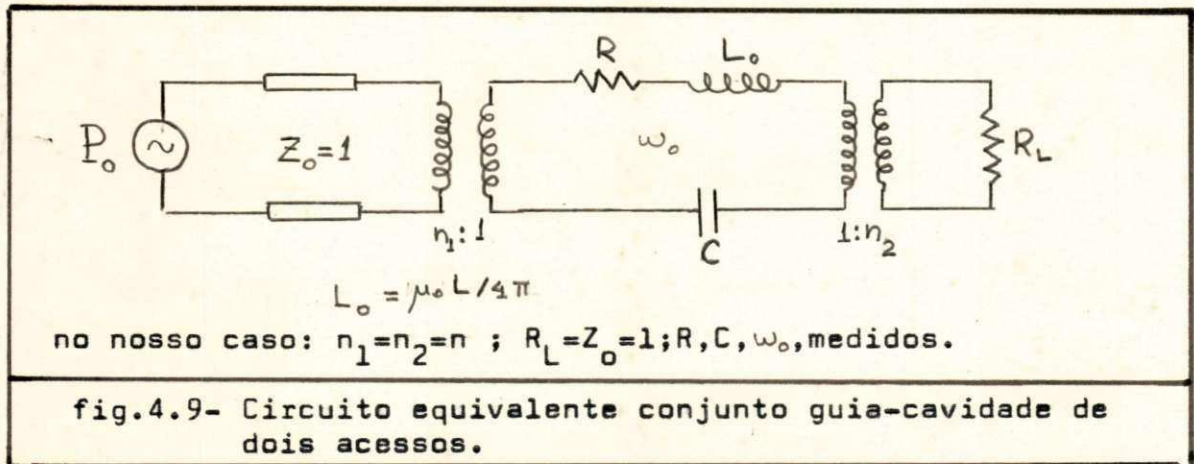 R
L₀
P₀
Z₀=1
ω₀
R_L
n₁:1
C
1:n₂
L₀ = μ₀ L/4π
no nosso caso: n₁=n₂=n ; R_L=Z₀=1;R,C,ω₀,medidos.
fig.4.9- Circuito equivalente conjunto guia-cavidade de
dois acessos.